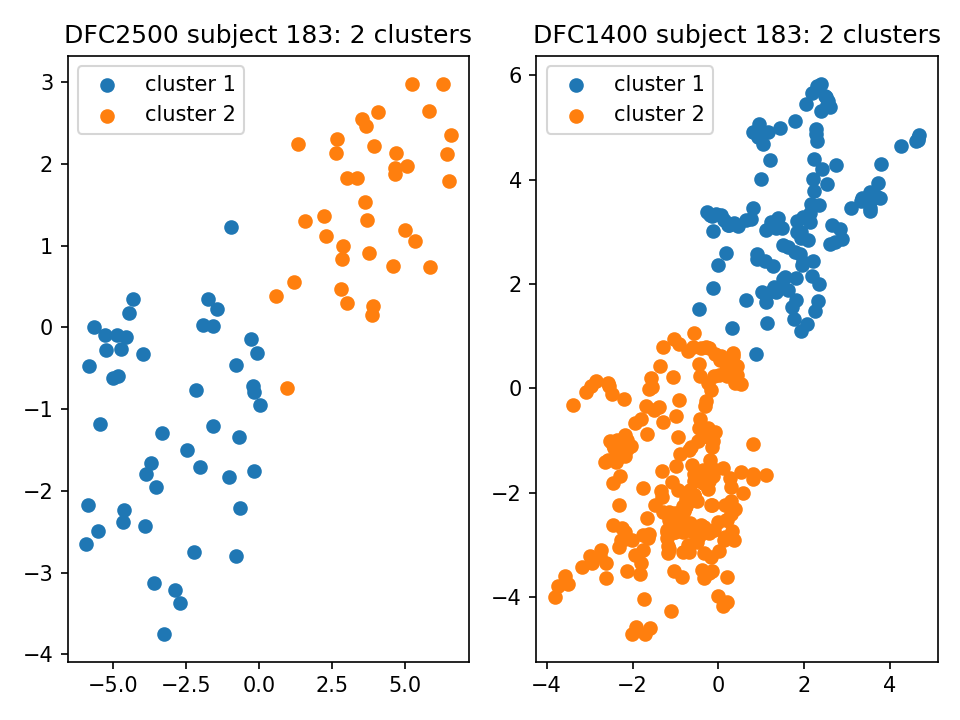 DFC2500 subject 183: 2 clusters
cluster 1
cluster 2
3
2
1
0
−1
−2
−3
−4
−5.0 −2.5 0.0 2.5 5.0
DFC1400 subject 183: 2 clusters
cluster 1
cluster 2
6
4
2
0
−2
−4
−4 −2 0 2 4